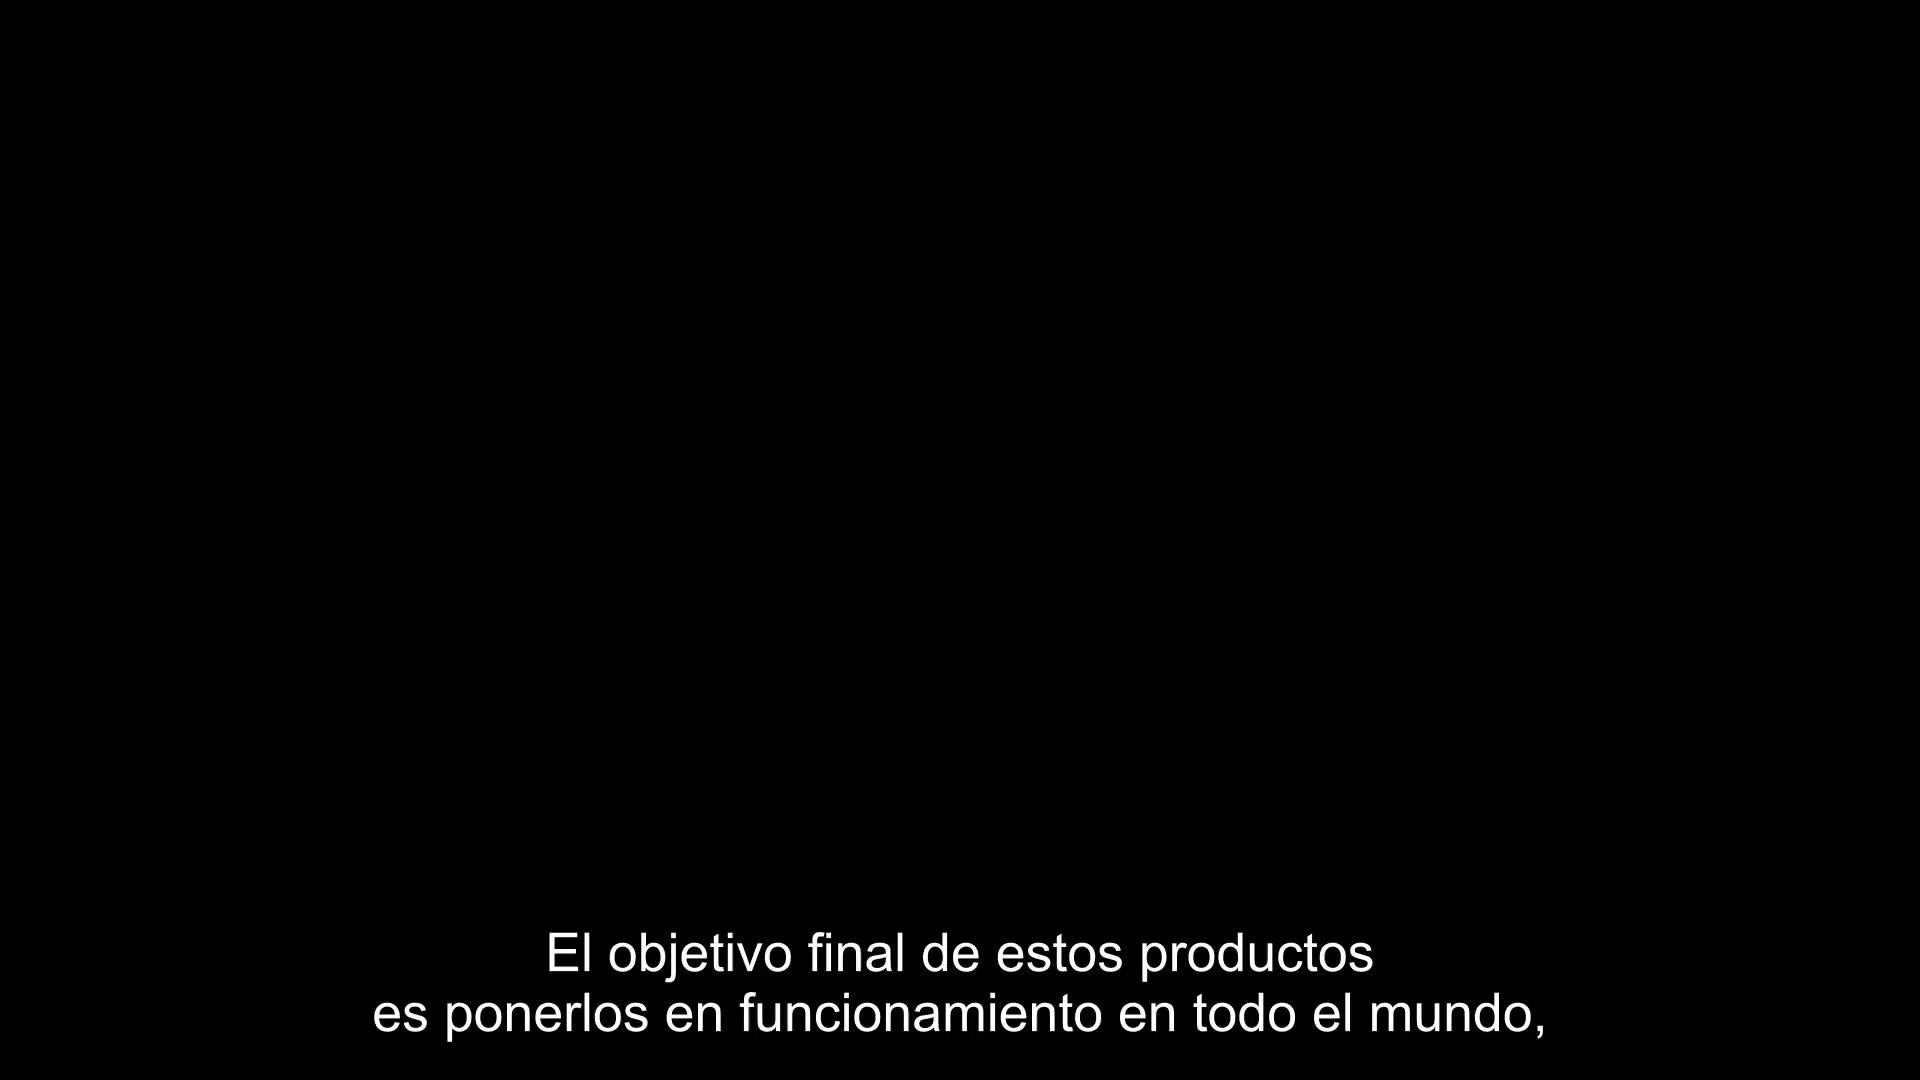 El objetivo final de estos productos
es ponerlos en funcionamiento en todo el mundo,